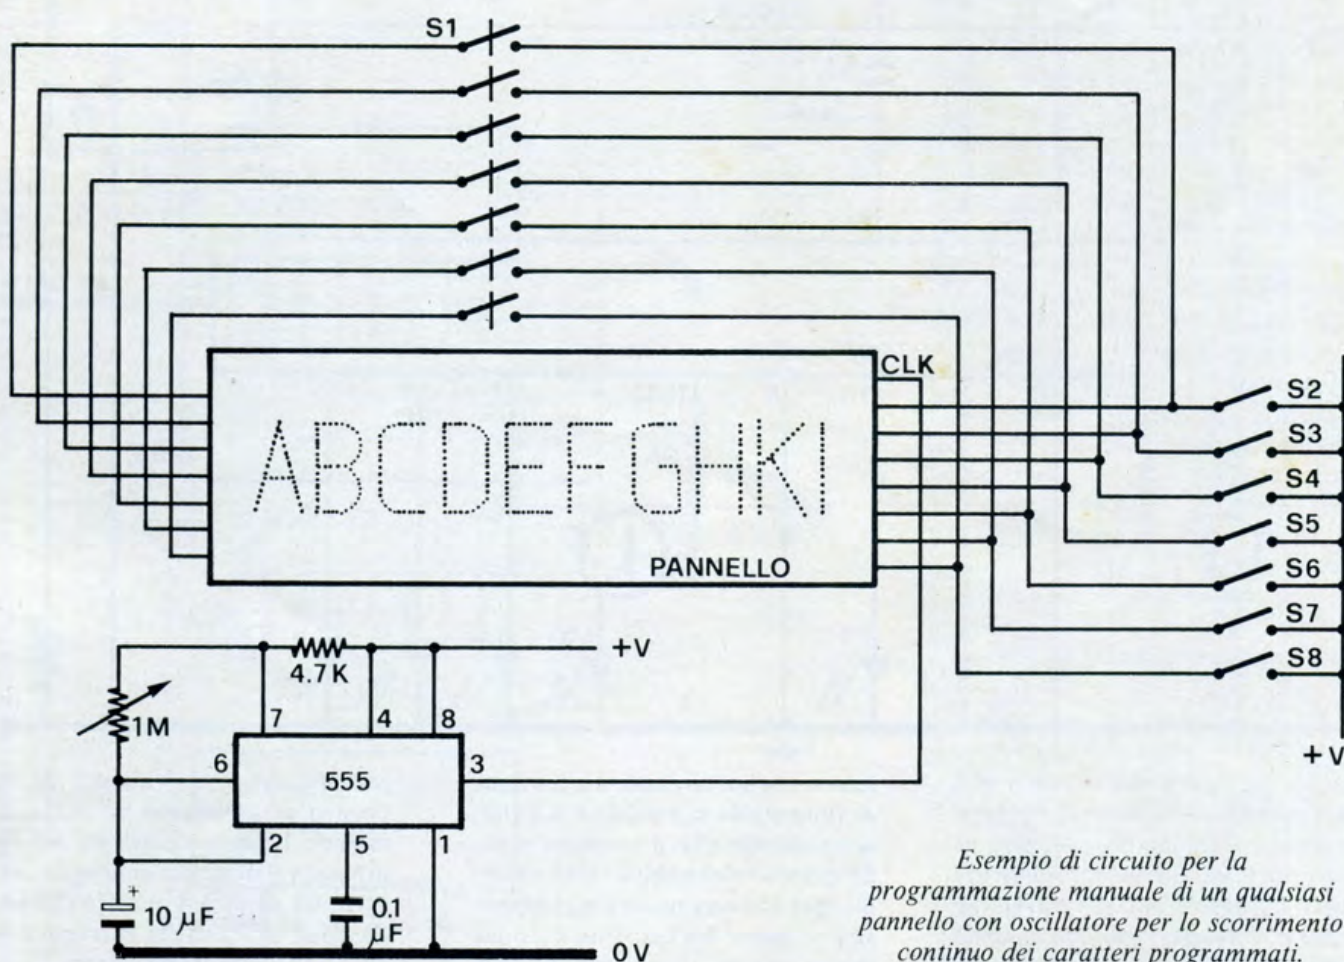 S1
CLK
S2
S3
S4
S5
S6
S7
S8
+V
ABCDEFGHKI
PANNELLO
+V
4.7K
1M
7
4
8
6
555
3
2
5
1
+
10 µF
0.1
µF
0V
Esempio di circuito per la
programmazione manuale di un qualsiasi
pannello con oscillatore per lo scorrimento
continuo dei caratteri programmati.